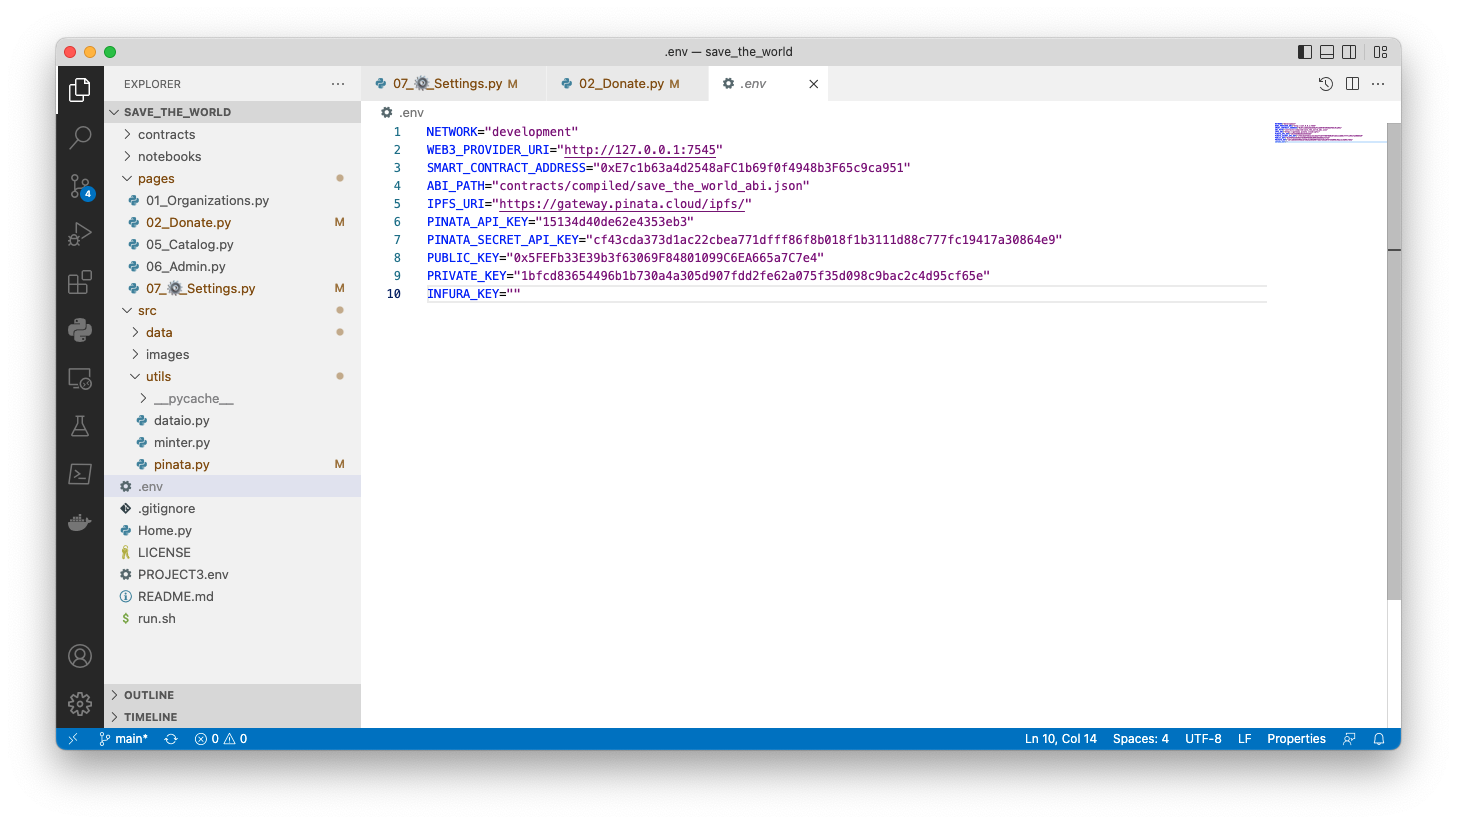 .env — save_the_world
EXPLORER
07_⚙️_Settings.py M
02_Donate.py M
.env
SAVE_THE_WORLD
contracts
notebooks
pages
01_Organizations.py
02_Donate.py M
05_Catalog.py
06_Admin.py
07_⚙️_Settings.py M
src
data
images
utils
__pycache__
dataio.py
minter.py
pinata.py M
.env
.gitignore
Home.py
LICENSE
PROJECT3.env
README.md
run.sh
OUTLINE
TIMELINE
4
.env
1 NETWORK="development"
2 WEB3_PROVIDER_URI="http://127.0.0.1:7545"
3 SMART_CONTRACT_ADDRESS="0xE7c1b63a4d2548aFC1b69f0f4948b3F65c9ca951"
4 ABI_PATH="contracts/compiled/save_the_world_abi.json"
5 IPFS_URI="https://gateway.pinata.cloud/ipfs/"
6 PINATA_API_KEY="15134d40de62e4353eb3"
7 PINATA_SECRET_API_KEY="cf43cda373d1ac22cbea771dfff86f8b018f1b3111d88c777fc19417a30864e9"
8 PUBLIC_KEY="0x5FEFb33E39b3f63069F84801099C6EA665a7C7e4"
9 PRIVATE_KEY="1bfcd83654496b1b730a4a305d907fdd2fe62a075f35d098c9bac2c4d95cf65e"
10 INFURA_KEY=""
main* 0 0
Ln 10, Col 14 Spaces: 4 UTF-8 LF Properties